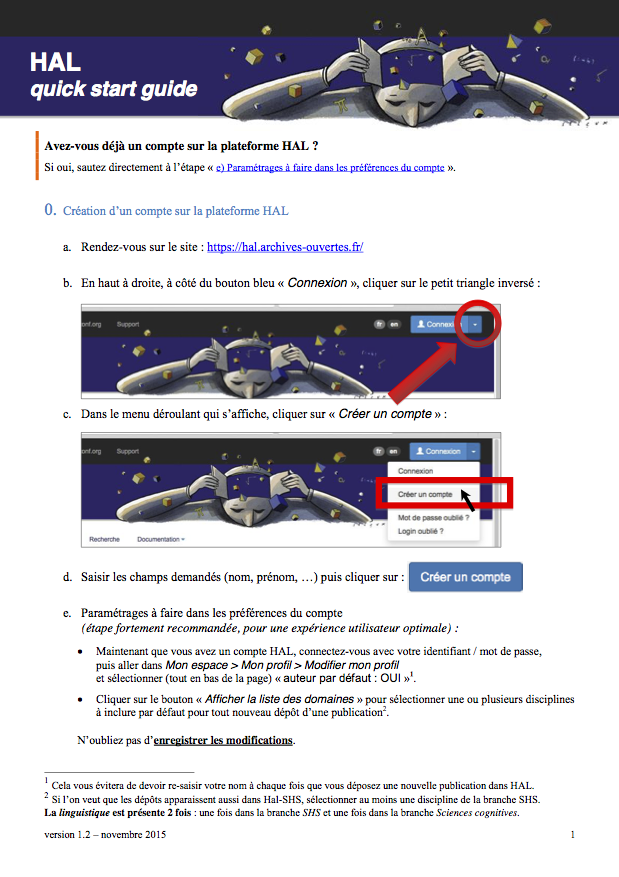 HAL
quick start guide
Avez-vous déjà un compte sur la plateforme HAL ?
Si oui, sautez directement à l'étape « e) Paramétrages à faire dans les préférences du compte ».
0. Création d'un compte sur la plateforme HAL
a. Rendez-vous sur le site : https://hal.archives-ouvertes.fr/
b. En haut à droite, à côté du bouton bleu « Connexion », cliquer sur le petit triangle inversé :
onf.org Support fr en Connexion
c. Dans le menu déroulant qui s'affiche, cliquer sur « Créer un compte » :
onf.org Support fr en Connexion
Connexion
Créer un compte
Mot de passe oublié ?
Login oublié ?
Recherche Documentation
d. Saisir les champs demandés (nom, prénom, …) puis cliquer sur : Créer un compte
e. Paramétrages à faire dans les préférences du compte
(étape fortement recommandée, pour une expérience utilisateur optimale) :
• Maintenant que vous avez un compte HAL, connectez-vous avec votre identifiant / mot de passe,
puis aller dans Mon espace > Mon profil > Modifier mon profil
et sélectionner (tout en bas de la page) « auteur par défaut : OUI »1.
• Cliquer sur le bouton « Afficher la liste des domaines » pour sélectionner une ou plusieurs disciplines
à inclure par défaut pour tout nouveau dépôt d'une publication2.
N'oubliez pas d'enregistrer les modifications.
1 Cela vous évitera de devoir re-saisir votre nom à chaque fois que vous déposez une nouvelle publication dans HAL.
2 Si l'on veut que les dépôts apparaissent aussi dans Hal-SHS, sélectionner au moins une discipline de la branche SHS.
La linguistique est présente 2 fois : une fois dans la branche SHS et une fois dans la branche Sciences cognitives.
version 1.2 – novembre 2015 1